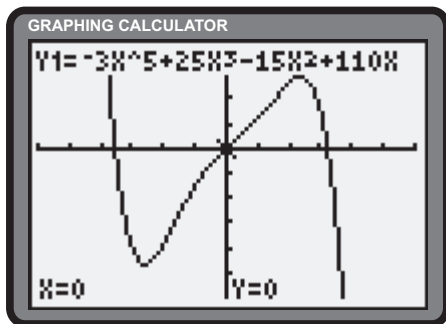 GRAPHING CALCULATOR
Y1=⁻3X^5+25X³-15X²+110X
X=0 Y=0